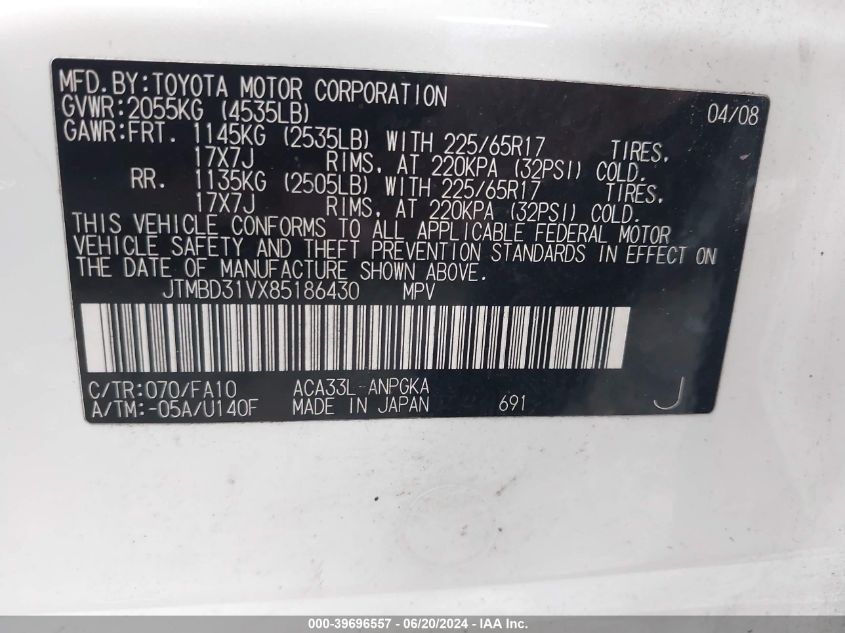 MFD.BY:TOYOTA MOTOR CORPORATION 04/08
GVWR:2055KG (4535LB)
GAWR:FRT. 1145KG (2535LB) WITH 225/65R17 TIRES,
17X7J RIMS, AT 220KPA (32PSI) COLD.
RR. 1135KG (2505LB) WITH 225/65R17 TIRES,
17X7J RIMS, AT 220KPA (32PSI) COLD.
THIS VEHICLE CONFORMS TO ALL APPLICABLE FEDERAL MOTOR
VEHICLE SAFETY AND THEFT PREVENTION STANDARDS IN EFFECT ON
THE DATE OF MANUFACTURE SHOWN ABOVE.
JTMBD31VX85186430 MPV
C/TR:070/FA10 ACA33L-ANPGKA
A/TM:-05A/U140F MADE IN JAPAN 691 J
000-39696557 - 06/20/2024 - IAA Inc.